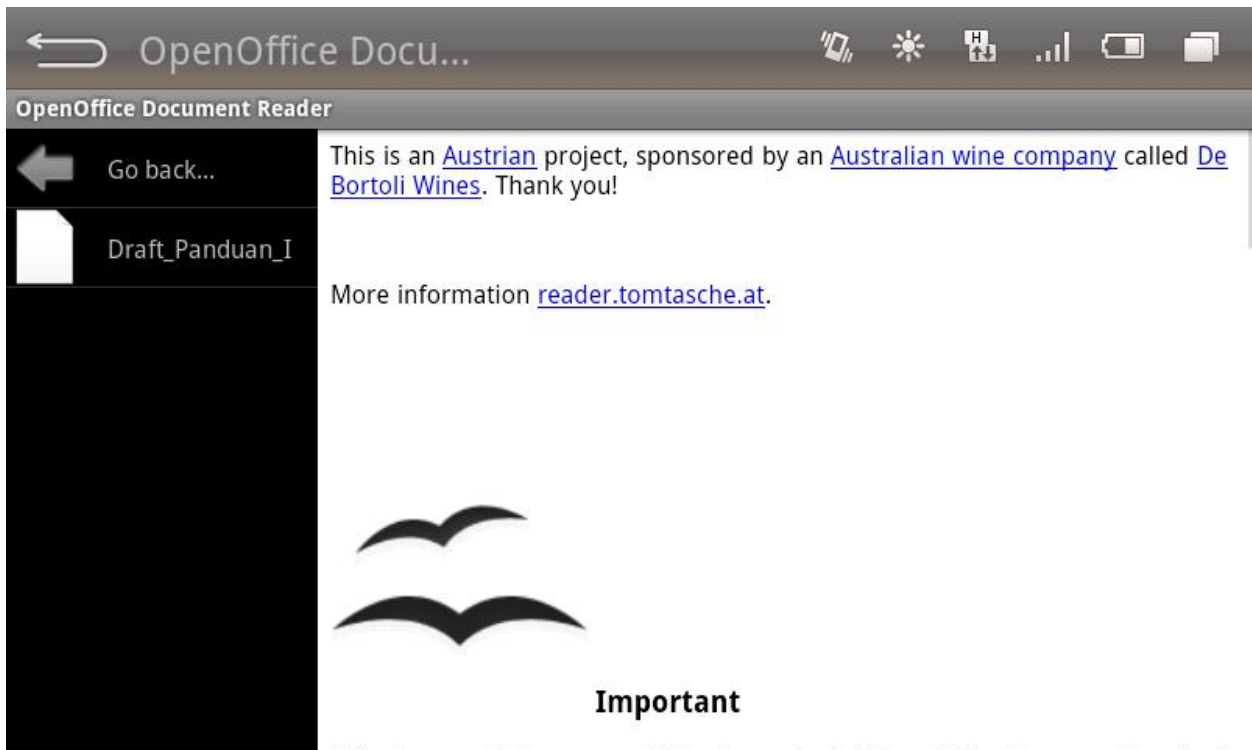 OpenOffice Docu...
H
OpenOffice Document Reader
Go back...
Draft_Panduan_I
This is an Austrian project, sponsored by an Australian wine company called De
Bortoli Wines. Thank you!
More information reader.tomtasche.at.
Important